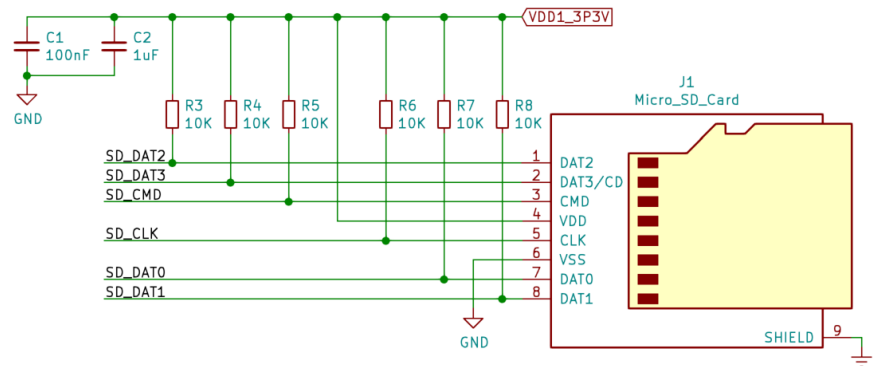 VDD1_3P3V
C1
100nF
C2
1uF
GND
R3
10K
R4
10K
R5
10K
R6
10K
R7
10K
R8
10K
J1
Micro_SD_Card
SD_DAT2
1
DAT2
SD_DAT3
2
DAT3/CD
SD_CMD
3
CMD
4
VDD
SD_CLK
5
CLK
6
VSS
SD_DAT0
7
DAT0
SD_DAT1
8
DAT1
GND
SHIELD
9